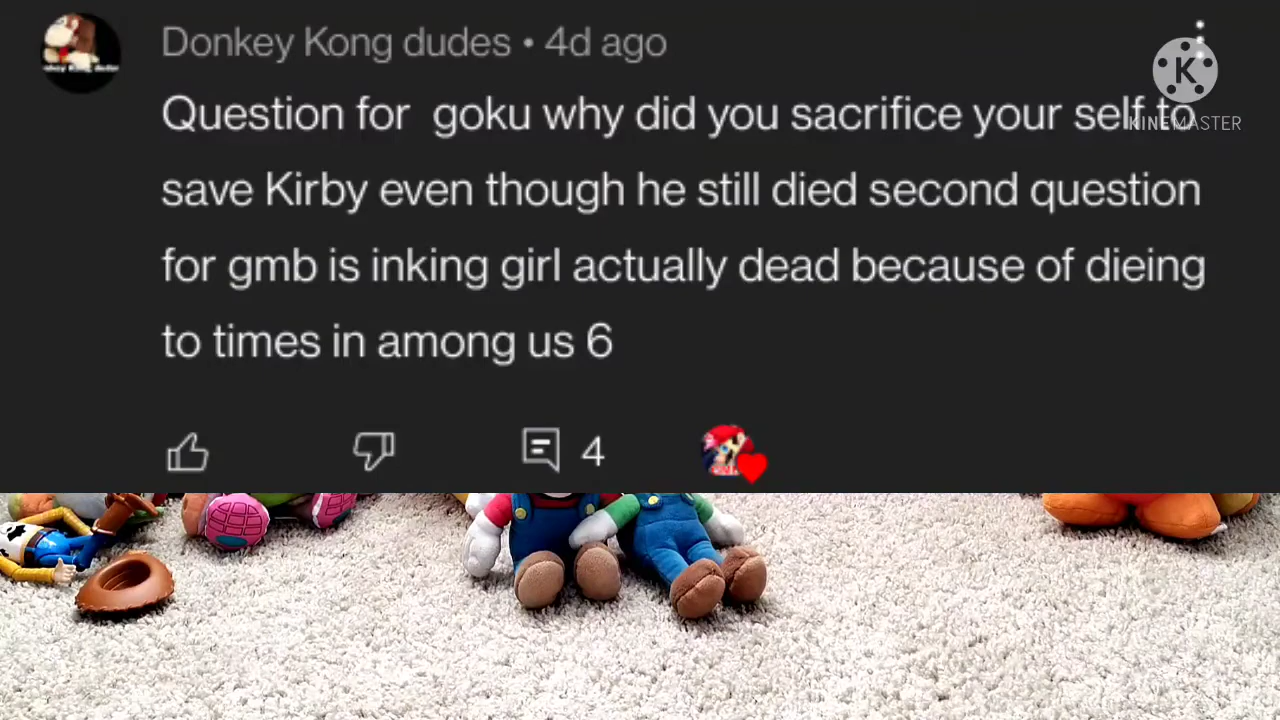 Donkey Kong dudes • 4d ago
Question for goku why did you sacrifice your self to
save Kirby even though he still died second question
for gmb is inking girl actually dead because of dieing
to times in among us 6
4
K
KINEMASTER